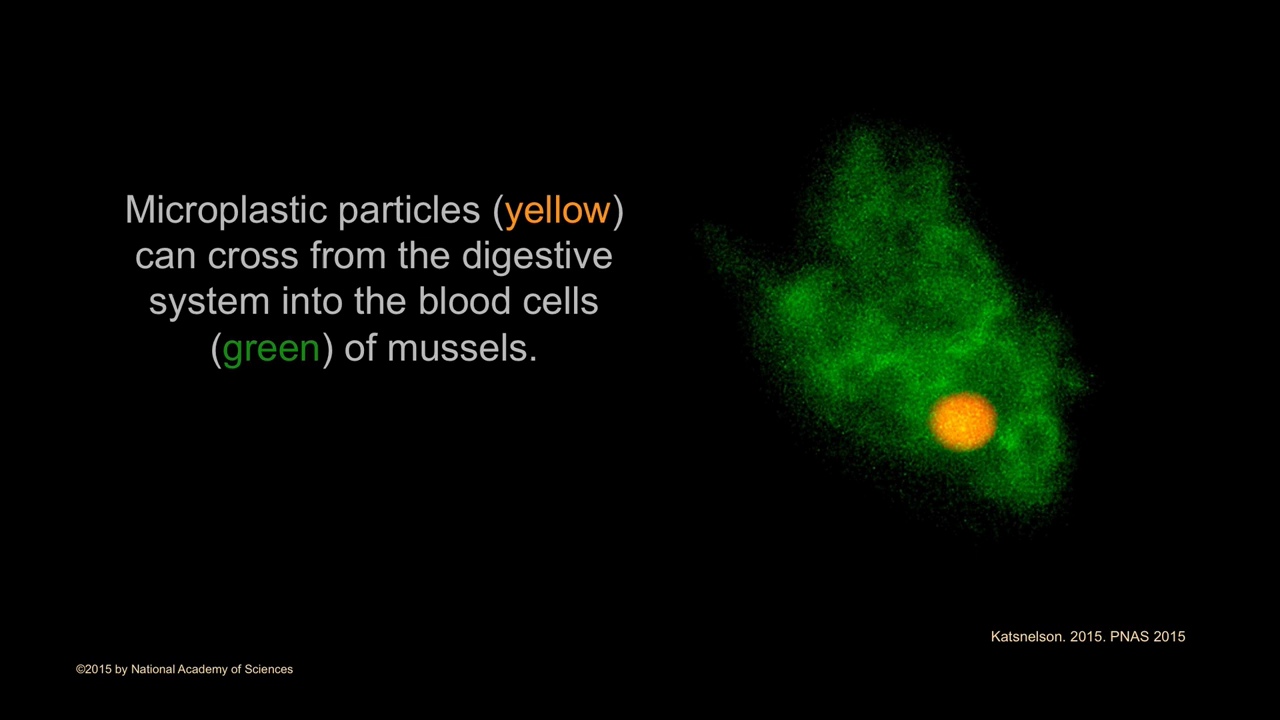 Microplastic particles (yellow)
can cross from the digestive
system into the blood cells
(green) of mussels.
Katsnelson. 2015. PNAS 2015
©2015 by National Academy of Sciences